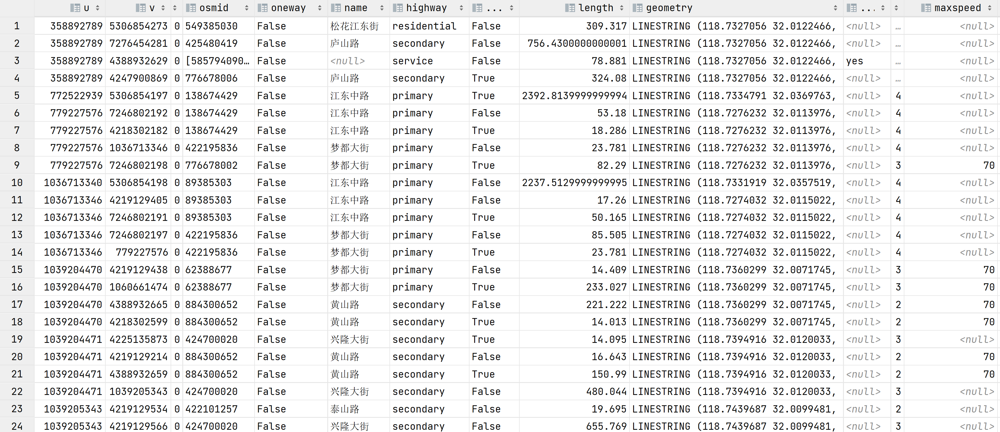 u v osmid oneway name highway ... length geometry ... maxspeed
1 358892789 5306854273 0 549385030 False 松花江东街 residential False 309.317 LINESTRING (118.7327056 32.0122466, <null> … <null>
2 358892789 7276454281 0 425480419 False 庐山路 secondary False 756.4300000000001 LINESTRING (118.7327056 32.0122466, <null> … <null>
3 358892789 4388932629 0 [585794090… False <null> service False 78.881 LINESTRING (118.7327056 32.0122466, yes … <null>
4 358892789 4247900869 0 776678006 False 庐山路 secondary True 324.08 LINESTRING (118.7327056 32.0122466, <null> … <null>
5 772522939 5306854197 0 138674429 False 江东中路 primary True 2392.8139999999994 LINESTRING (118.7334791 32.0369763, <null> 4 <null>
6 779227576 7246802192 0 138674429 False 江东中路 primary False 53.18 LINESTRING (118.7276232 32.0113976, <null> 4 <null>
7 779227576 4218302182 0 138674429 False 江东中路 primary True 18.286 LINESTRING (118.7276232 32.0113976, <null> 4 <null>
8 779227576 1036713346 0 422195836 False 梦都大街 primary False 23.781 LINESTRING (118.7276232 32.0113976, <null> 4 <null>
9 779227576 7246802198 0 776678002 False 梦都大街 primary True 82.29 LINESTRING (118.7276232 32.0113976, <null> 3 70
10 1036713340 5306854198 0 89385303 False 江东中路 primary False 2237.5129999999995 LINESTRING (118.7331919 32.0357519, <null> 4 <null>
11 1036713346 4219129405 0 89385303 False 江东中路 primary False 17.26 LINESTRING (118.7274032 32.0115022, <null> 4 <null>
12 1036713346 7246802191 0 89385303 False 江东中路 primary True 50.165 LINESTRING (118.7274032 32.0115022, <null> 4 <null>
13 1036713346 7246802197 0 422195836 False 梦都大街 primary False 85.505 LINESTRING (118.7274032 32.0115022, <null> 4 <null>
14 1036713346 779227576 0 422195836 False 梦都大街 primary True 23.781 LINESTRING (118.7274032 32.0115022, <null> 4 <null>
15 1039204470 4219129438 0 62388677 False 梦都大街 primary False 14.409 LINESTRING (118.7360299 32.0071745, <null> 3 70
16 1039204470 1060661474 0 62388677 False 梦都大街 primary True 233.027 LINESTRING (118.7360299 32.0071745, <null> 3 70
17 1039204470 4388932665 0 884300652 False 黄山路 secondary False 221.222 LINESTRING (118.7360299 32.0071745, <null> 2 70
18 1039204470 4218302599 0 884300652 False 黄山路 secondary True 14.013 LINESTRING (118.7360299 32.0071745, <null> 2 70
19 1039204471 4225135873 0 424700020 False 兴隆大街 secondary True 14.095 LINESTRING (118.7394916 32.0120033, <null> 3 <null>
20 1039204471 4219129214 0 884300652 False 黄山路 secondary False 16.643 LINESTRING (118.7394916 32.0120033, <null> 2 70
21 1039204471 4388932659 0 884300652 False 黄山路 secondary True 150.99 LINESTRING (118.7394916 32.0120033, <null> 2 70
22 1039204471 1039205343 0 424700020 False 兴隆大街 secondary False 480.044 LINESTRING (118.7394916 32.0120033, <null> 3 <null>
23 1039205343 4219129534 0 422101257 False 泰山路 secondary False 19.695 LINESTRING (118.7439687 32.0099481, <null> 2 <null>
24 1039205343 4219129566 0 424700020 False 兴隆大街 secondary False 655.769 LINESTRING (118.7439687 32.0099481, <null> 3 <null>